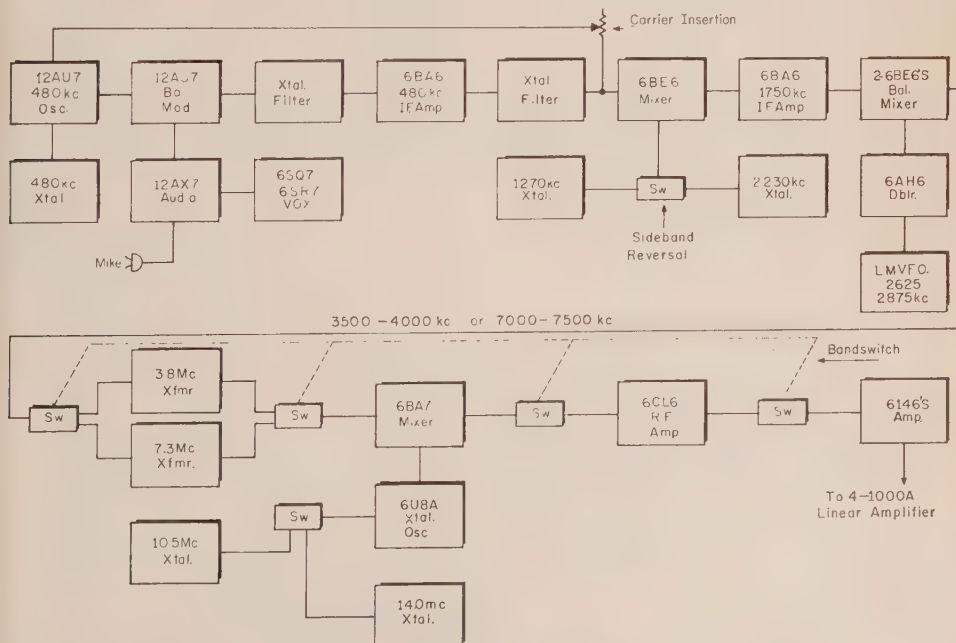 Carrier Insertion
12AU7
480kc
Osc.
12AU7
Bal
Mod
Xtal.
Filter
6BA6
480kc
IFAmp
Xtal
Filter
6BE6
Mixer
6BA6
1750kc
IFAmp
2-6BE6'S
Bal.
Mixer
480kc
Xtal
12AX7
Audio
6SQ7
6SR7
VOX
1270kc
Xtal.
Sw
2230kc
Xtal.
6AH6
Dblr.
Mike
Sideband
Reversal
LMVFO.
2625
2875kc
3500-4000 kc or 7000-7500 kc
Bandswitch
Sw
3.8Mc
Xfmr
7.3Mc
Xfmr.
Sw
6BA7
Mixer
Sw
6CL6
RF
Amp
Sw
6146'S
Amp.
To 4-1000A
Linear Amplifier
6U8A
Xtal.
Osc
Sw
10.5Mc
Xtal.
14.0mc
Xtal.